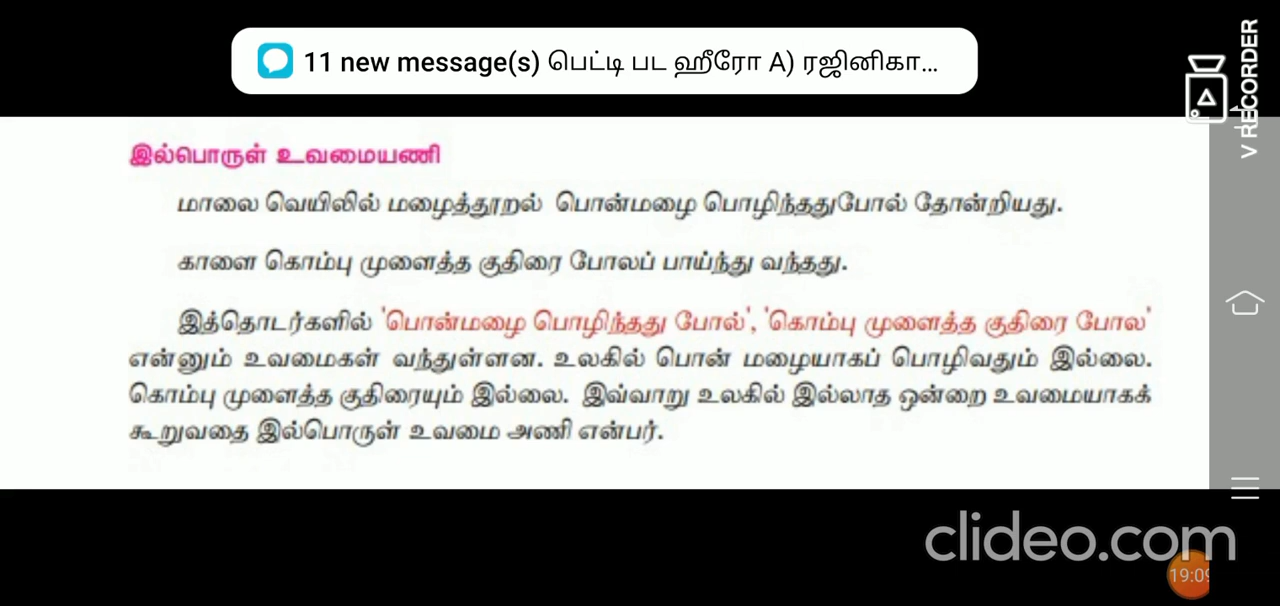 11 new message(s) பெட்டி பட ஹீரோ A) ரஜினிகா...
V RECORDER
இல்பொருள் உவமையணி
மாலை வெயிலில் மழைத்தூறல் பொன்மழை பொழிந்ததுபோல் தோன்றியது.
காளை கொம்பு முளைத்த குதிரை போலப் பாய்ந்து வந்தது.
இத்தொடர்களில் 'பொன்மழை பொழிந்தது போல்', 'கொம்பு முளைத்த குதிரை போல'
என்னும் உவமைகள் வந்துள்ளன. உலகில் பொன் மழையாகப் பொழிவதும் இல்லை.
கொம்பு முளைத்த குதிரையும் இல்லை. இவ்வாறு உலகில் இல்லாத ஒன்றை உவமையாகக்
கூறுவதை இல்பொருள் உவமை அணி என்பர்.
clideo.com
19:09